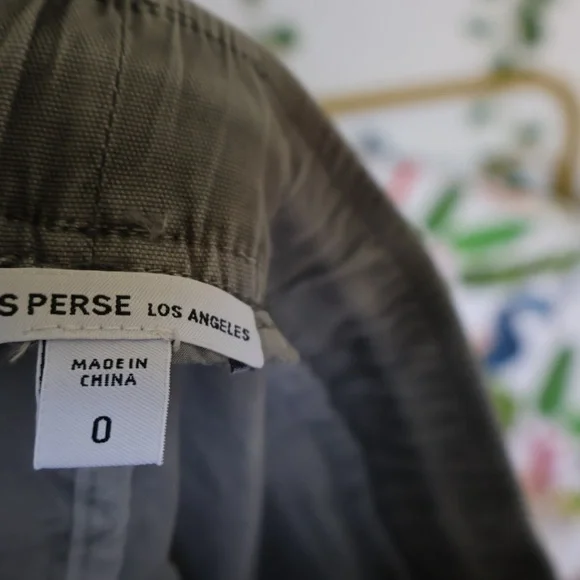 S PERSE LOS ANGELES
MADE IN
CHINA
0